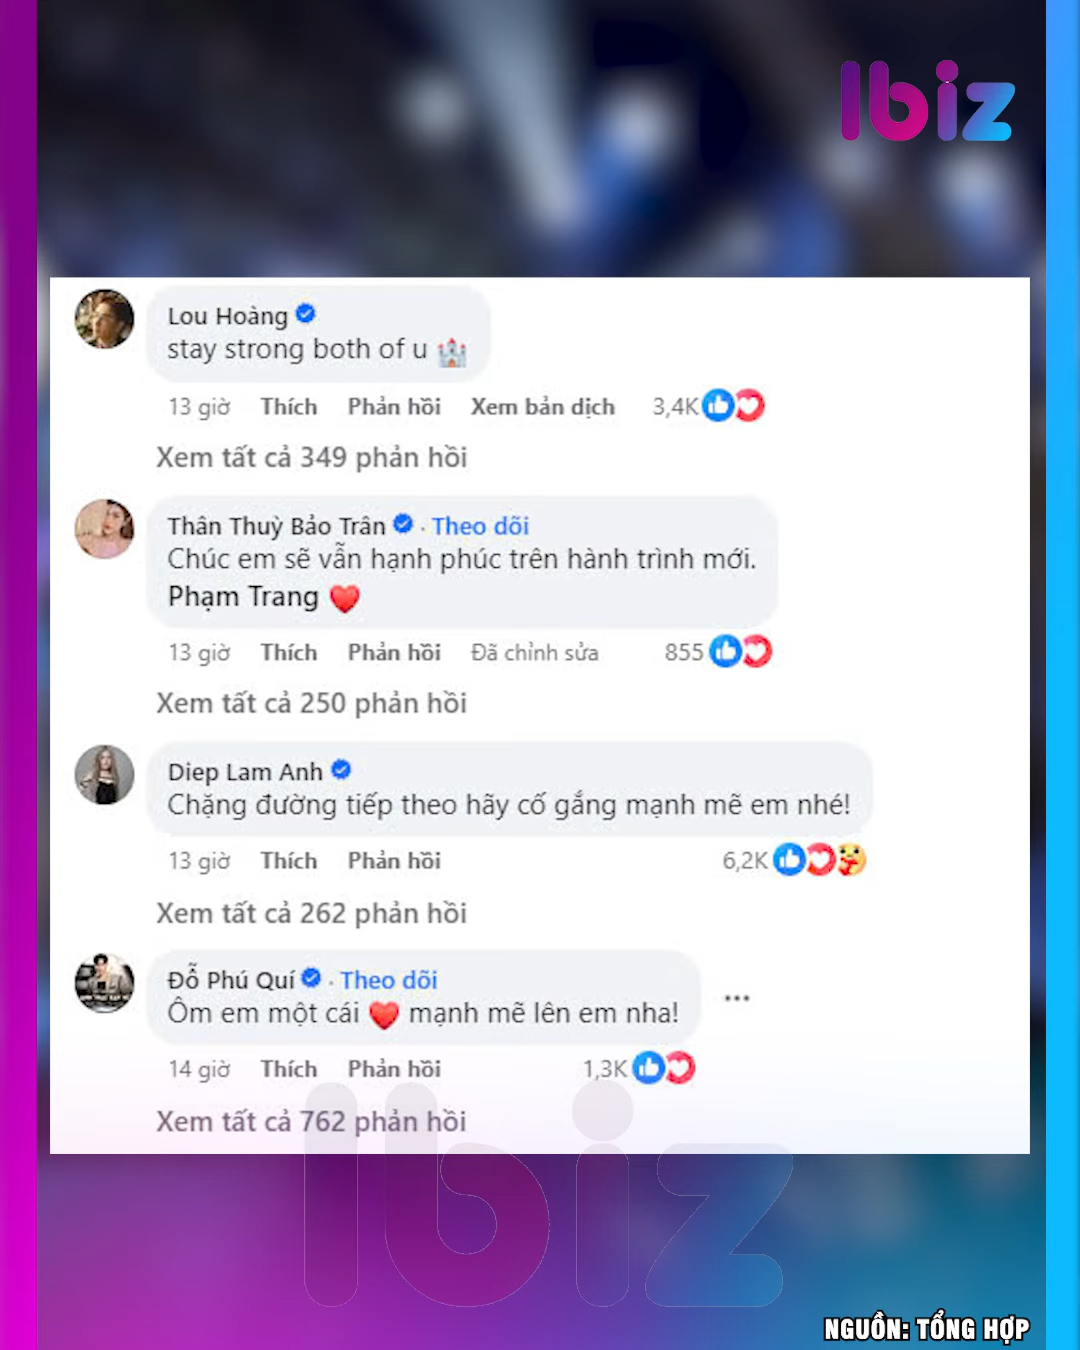 Ibiz
Lou Hoàng
stay strong both of u
13 giờ Thích Phản hồi Xem bản dịch 3,4K
Xem tất cả 349 phản hồi
Thân Thuỳ Bảo Trân · Theo dõi
Chúc em sẽ vẫn hạnh phúc trên hành trình mới.
Phạm Trang ❤️
13 giờ Thích Phản hồi Đã chỉnh sửa 855
Xem tất cả 250 phản hồi
Diep Lam Anh
Chặng đường tiếp theo hãy cố gắng mạnh mẽ em nhé!
13 giờ Thích Phản hồi 6,2K
Xem tất cả 262 phản hồi
Đỗ Phú Quí · Theo dõi
Ôm em một cái ❤️ mạnh mẽ lên em nha!
14 giờ Thích Phản hồi 1,3K
Xem tất cả 762 phản hồi
Ibiz
NGUỒN: TỔNG HỢP